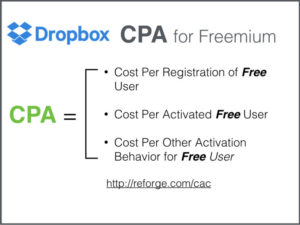 Dropbox CPA for Freemium
• Cost Per Registration of Free
User
CPA =
• Cost Per Activated Free User
• Cost Per Other Activation
Behavior for Free User
http://reforge.com/cac